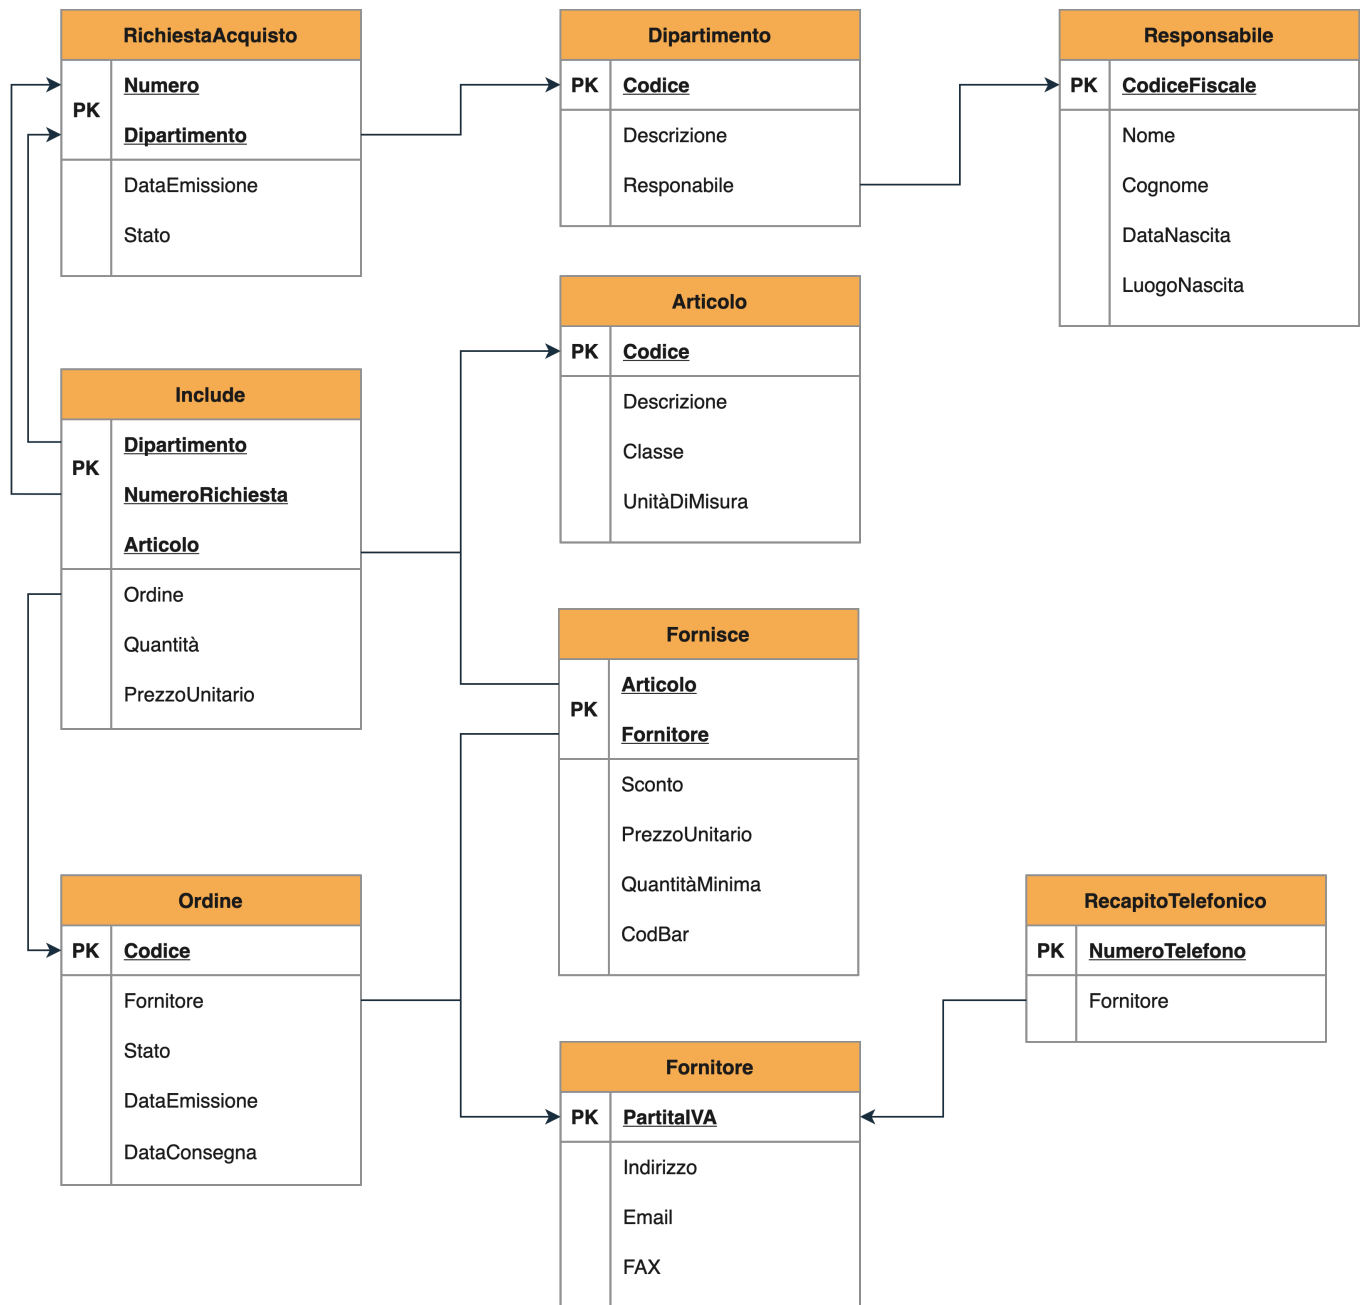 RichiestaAcquisto
PK
Numero
Dipartimento
DataEmissione
Stato
Dipartimento
PK
Codice
Descrizione
Responabile
Responsabile
PK
CodiceFiscale
Nome
Cognome
DataNascita
LuogoNascita
Articolo
PK
Codice
Descrizione
Classe
UnitàDiMisura
Include
PK
Dipartimento
NumeroRichiesta
Articolo
Ordine
Quantità
PrezzoUnitario
Fornisce
PK
Articolo
Fornitore
Sconto
PrezzoUnitario
QuantitàMinima
CodBar
Ordine
PK
Codice
Fornitore
Stato
DataEmissione
DataConsegna
RecapitoTelefonico
PK
NumeroTelefono
Fornitore
Fornitore
PK
PartitaIVA
Indirizzo
Email
FAX